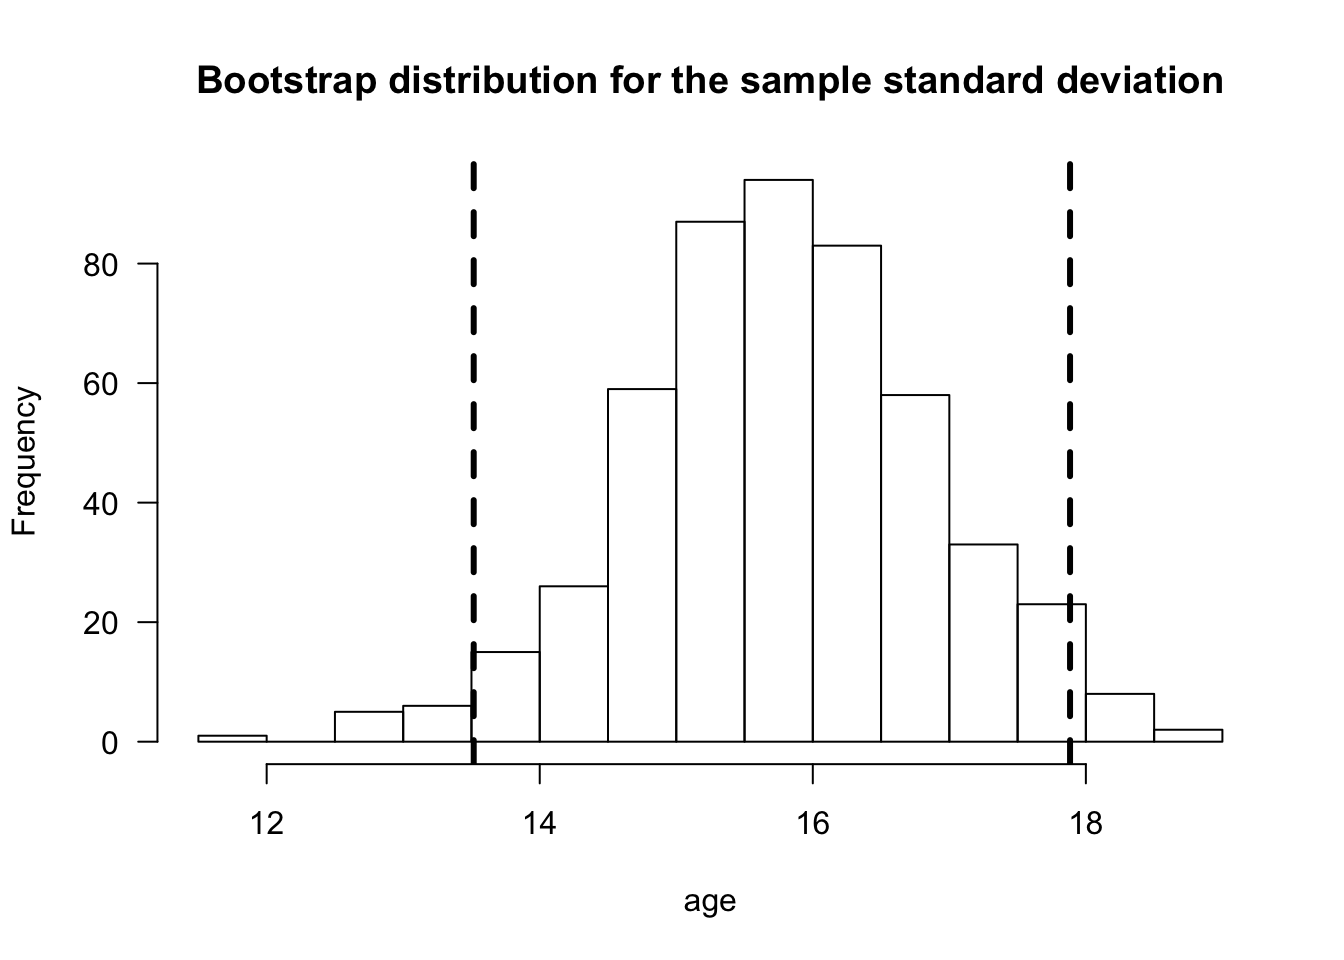 Bootstrap distribution for the sample standard deviation
Frequency
80
60
40
20
0
12 14 16 18
age